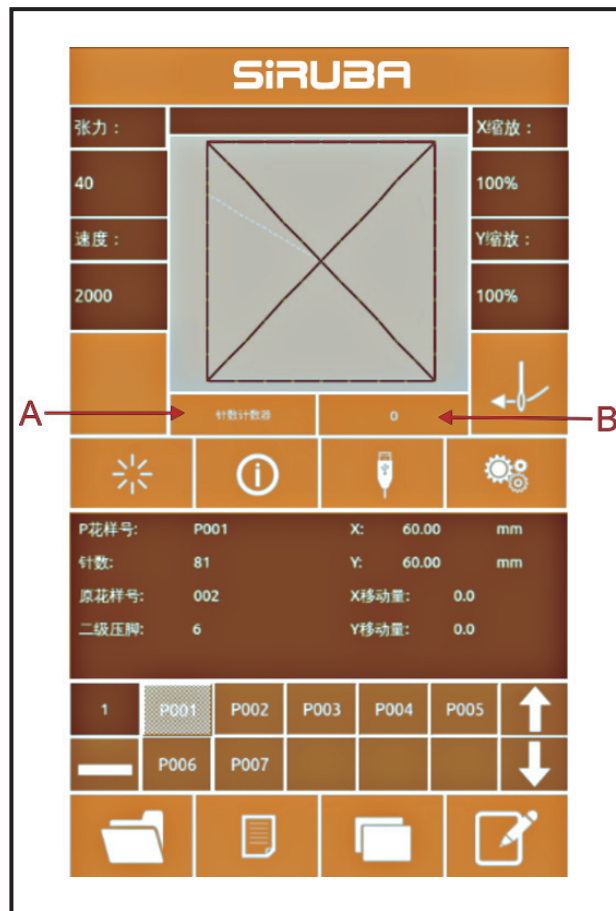 SiRUBA
张力：
X缩放：
40
100%
速度：
Y缩放：
2000
100%
A
针数计数器
0
B
P花样号: P001 X: 60.00 mm
针数: 81 Y: 60.00 mm
原花样号: 002 X移动量: 0.0
二级压脚: 6 Y移动量: 0.0
1 P001 P002 P003 P004 P005
P006 P007